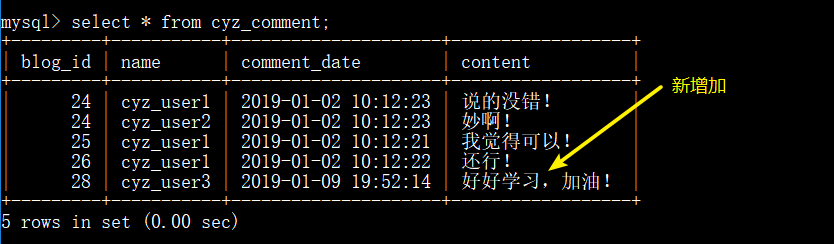 mysql> select * from cyz_comment;
+---------+-----------+---------------------+------------------+
| blog_id | name      | comment_date        | content          |
+---------+-----------+---------------------+------------------+
|      24 | cyz_user1 | 2019-01-02 10:12:23 | 说的没错!
|      24 | cyz_user2 | 2019-01-02 10:12:23 | 妙啊!
|      25 | cyz_user1 | 2019-01-02 10:12:21 | 我觉得可以!
|      26 | cyz_user1 | 2019-01-02 10:12:22 | 还行!
|      28 | cyz_user3 | 2019-01-09 19:52:14 | 好好学习，加油! |
+---------+-----------+---------------------+------------------+
5 rows in set (0.00 sec)
新增加